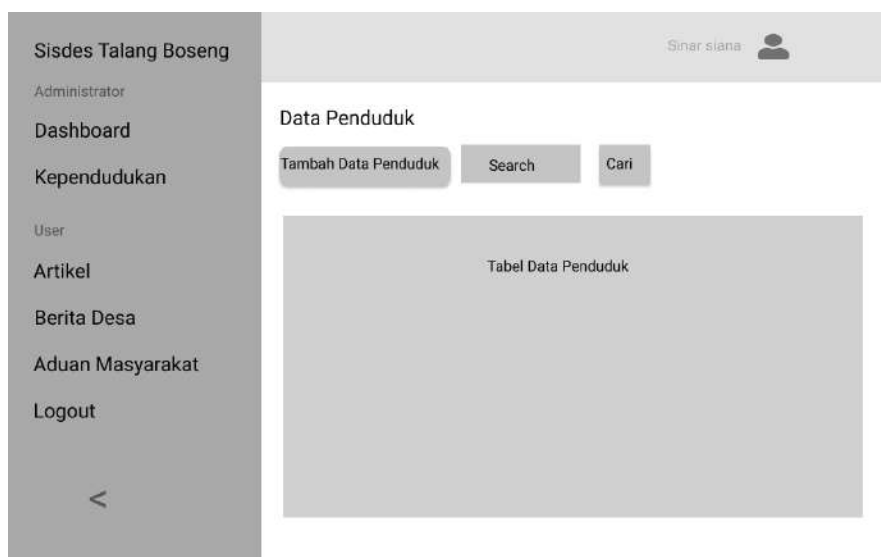 Sisdes Talang Boseng
Administrator
Dashboard
Kependudukan
User
Artikel
Berita Desa
Aduan Masyarakat
Logout
<
Sinar siana
Data Penduduk
Tambah Data Penduduk
Search
Cari
Tabel Data Penduduk